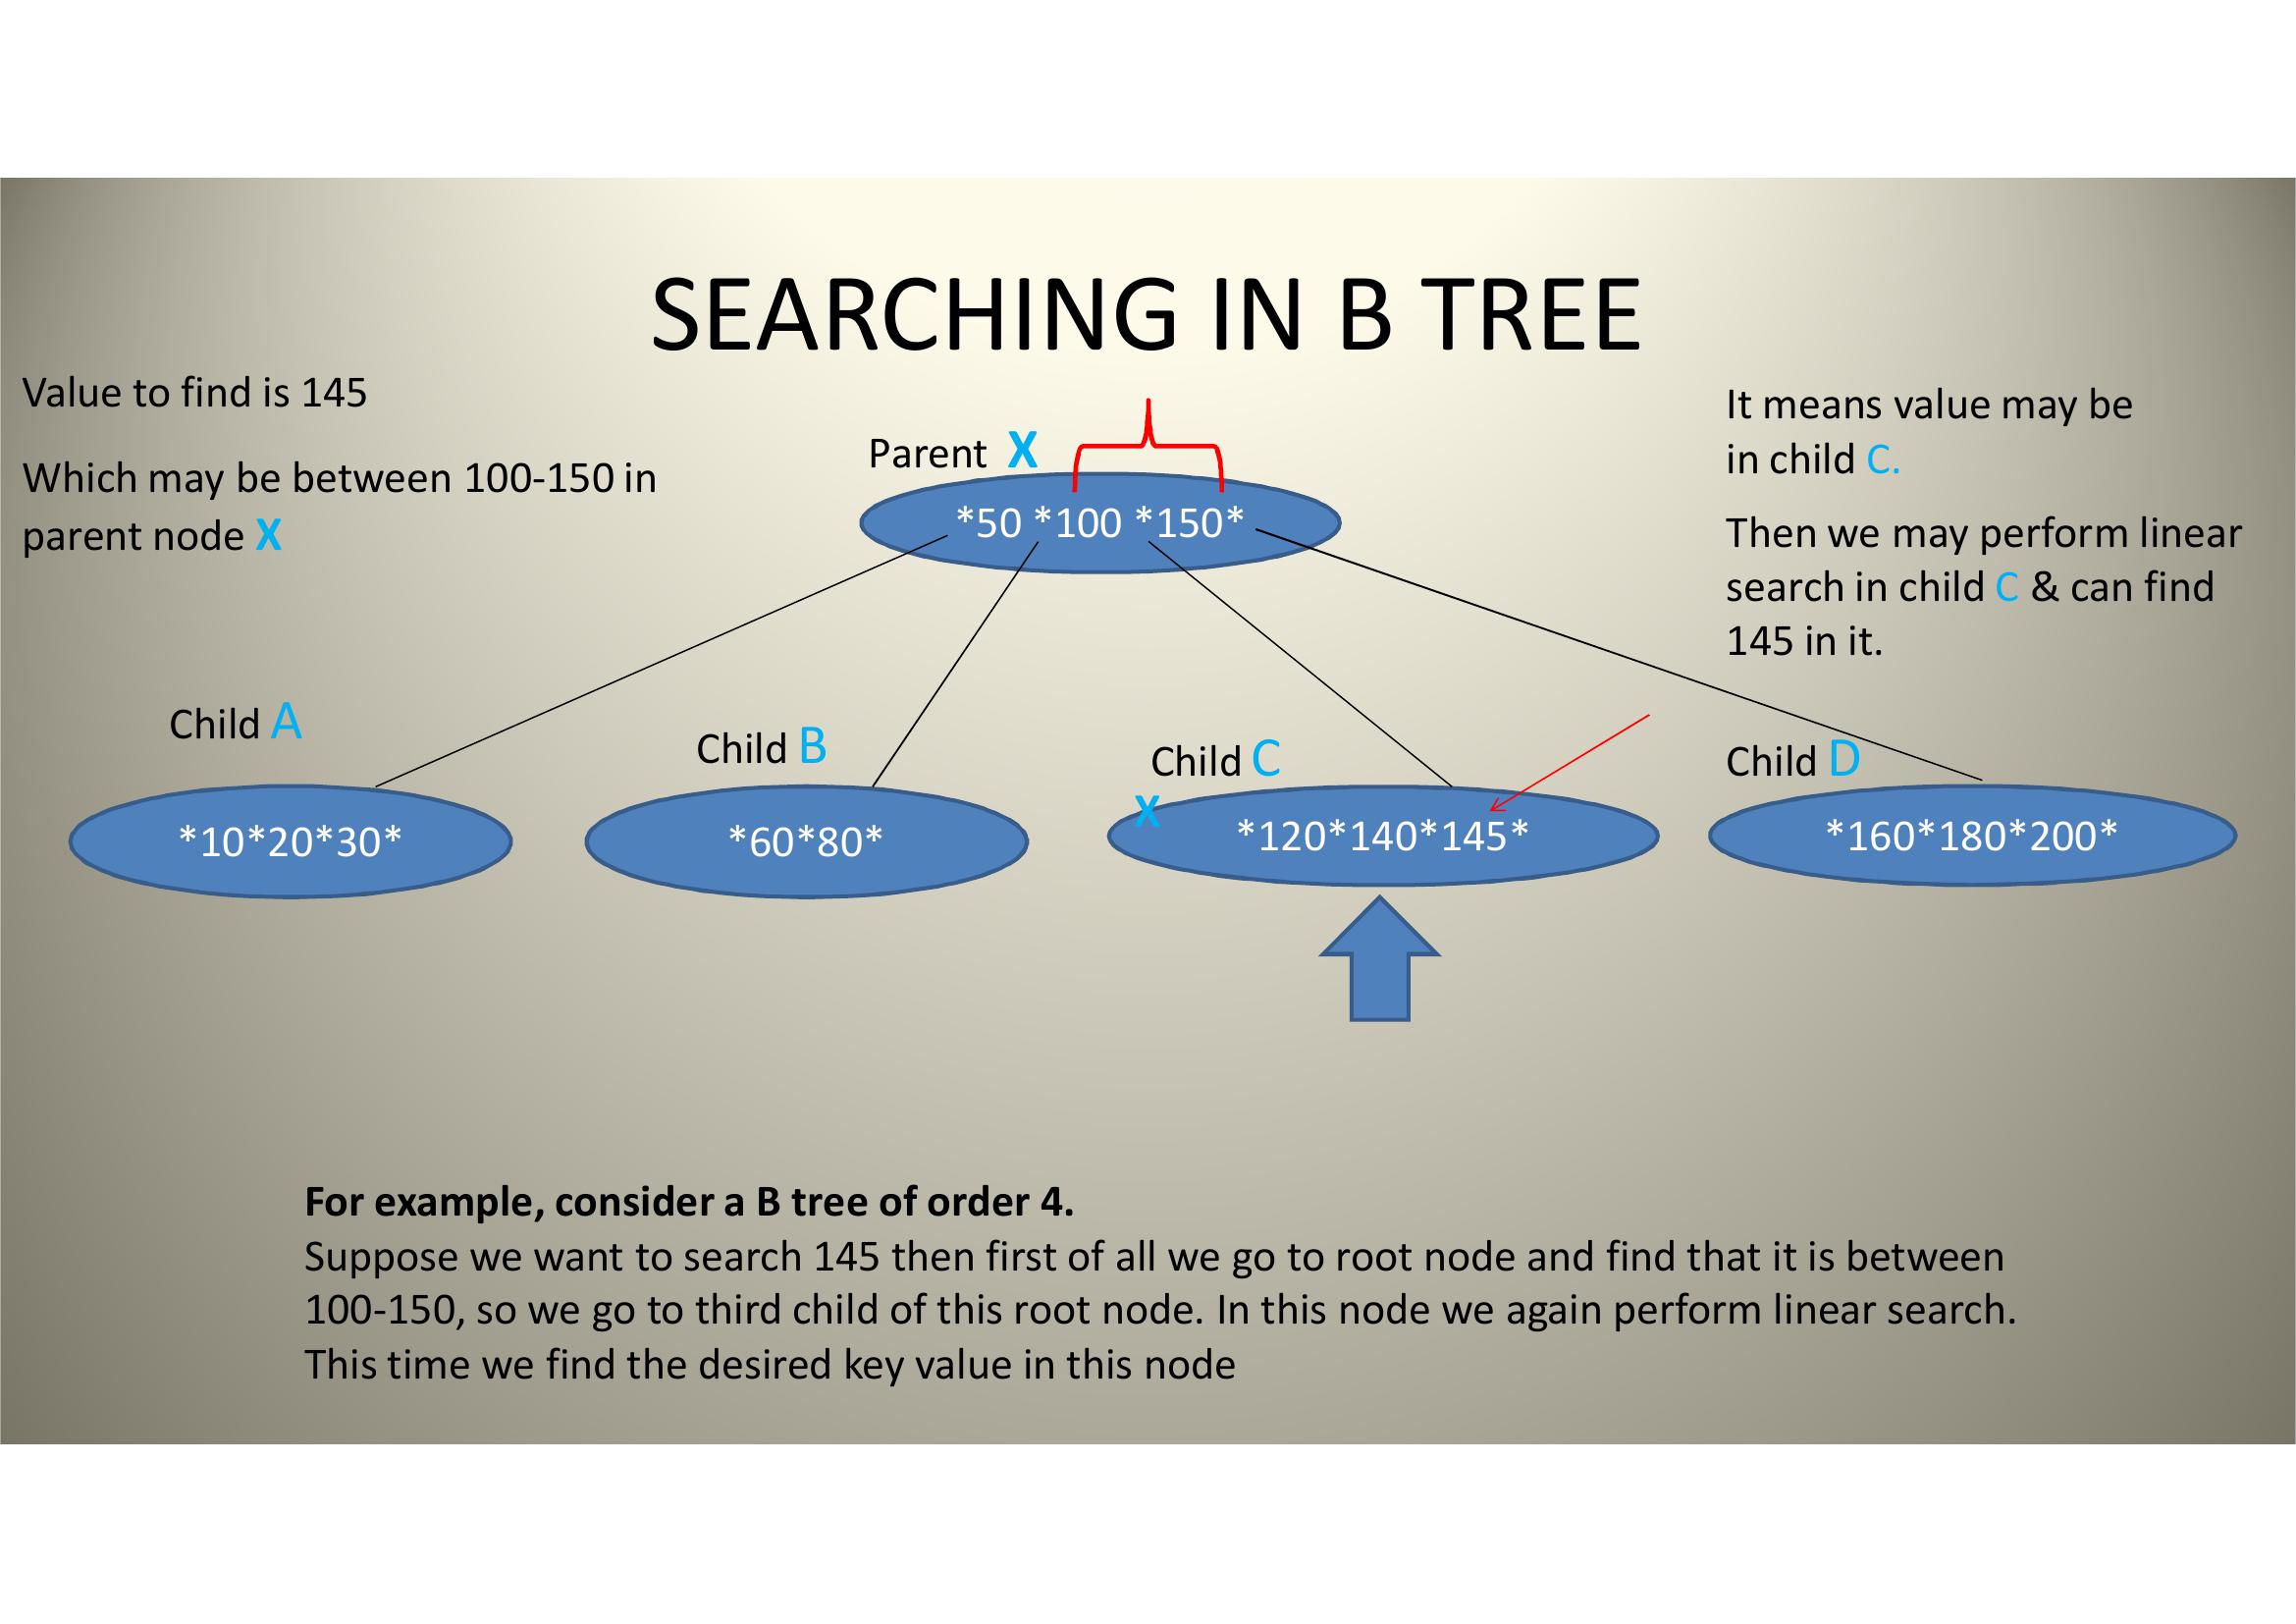 SEARCHING IN B TREE
Value to find is 145
Which may be between 100-150 in
parent node X
Parent X
*50 *100 *150*
It means value may be
in child C.
Then we may perform linear
search in child C & can find
145 in it.
Child A
*10*20*30*
Child B
*60*80*
Child C
X
*120*140*145*
Child D
*160*180*200*
For example, consider a B tree of order 4.
Suppose we want to search 145 then first of all we go to root node and find that it is between
100-150, so we go to third child of this root node. In this node we again perform linear search.
This time we find the desired key value in this node